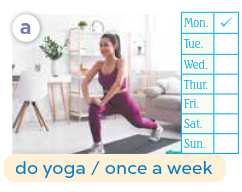 a
Mon. ✓
Tue.
Wed.
Thur.
Fri.
Sat.
Sun.
do yoga / once a week